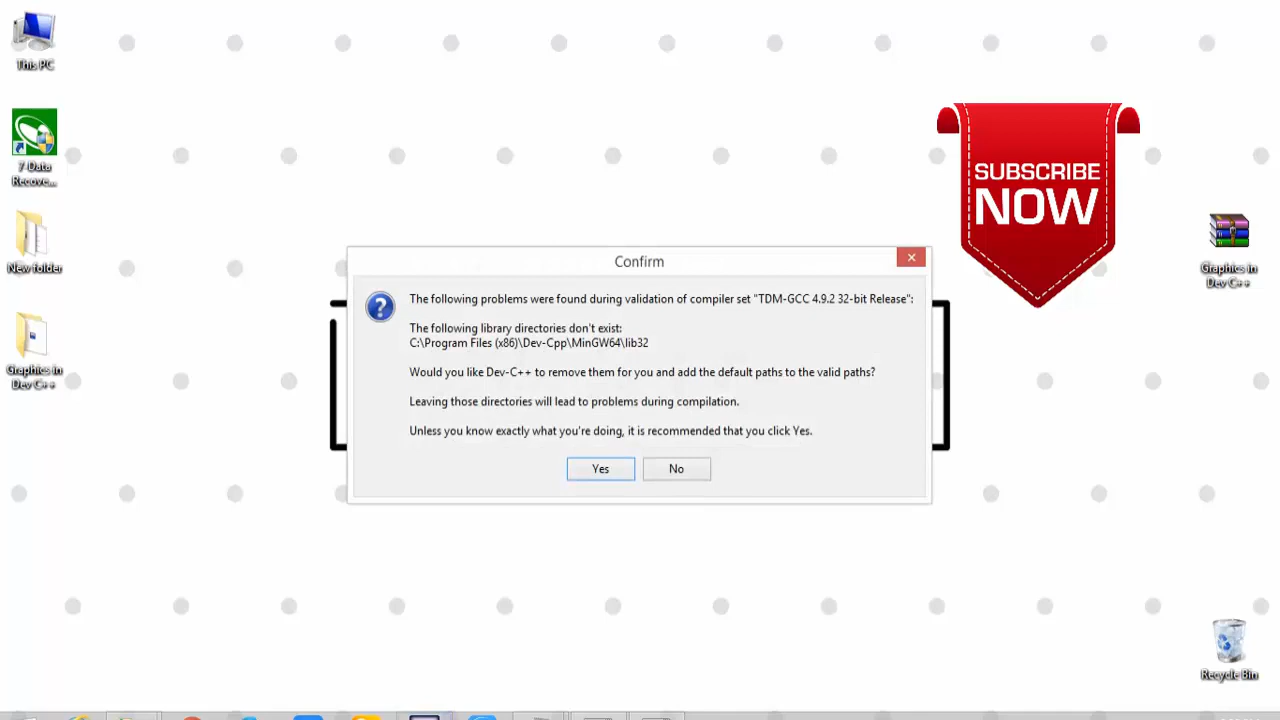 This PC
7-Data
Recove...
New folder
Graphics in
Dev C++
SUBSCRIBE
NOW
Graphics in
Dev C++
Confirm
The following problems were found during validation of compiler set "TDM-GCC 4.9.2 32-bit Release":
The following library directories don't exist:
C:\Program Files (x86)\Dev-Cpp\MinGW64\lib32
Would you like Dev-C++ to remove them for you and add the default paths to the valid paths?
Leaving those directories will lead to problems during compilation.
Unless you know exactly what you're doing, it is recommended that you click Yes.
Yes
No
Recycle Bin